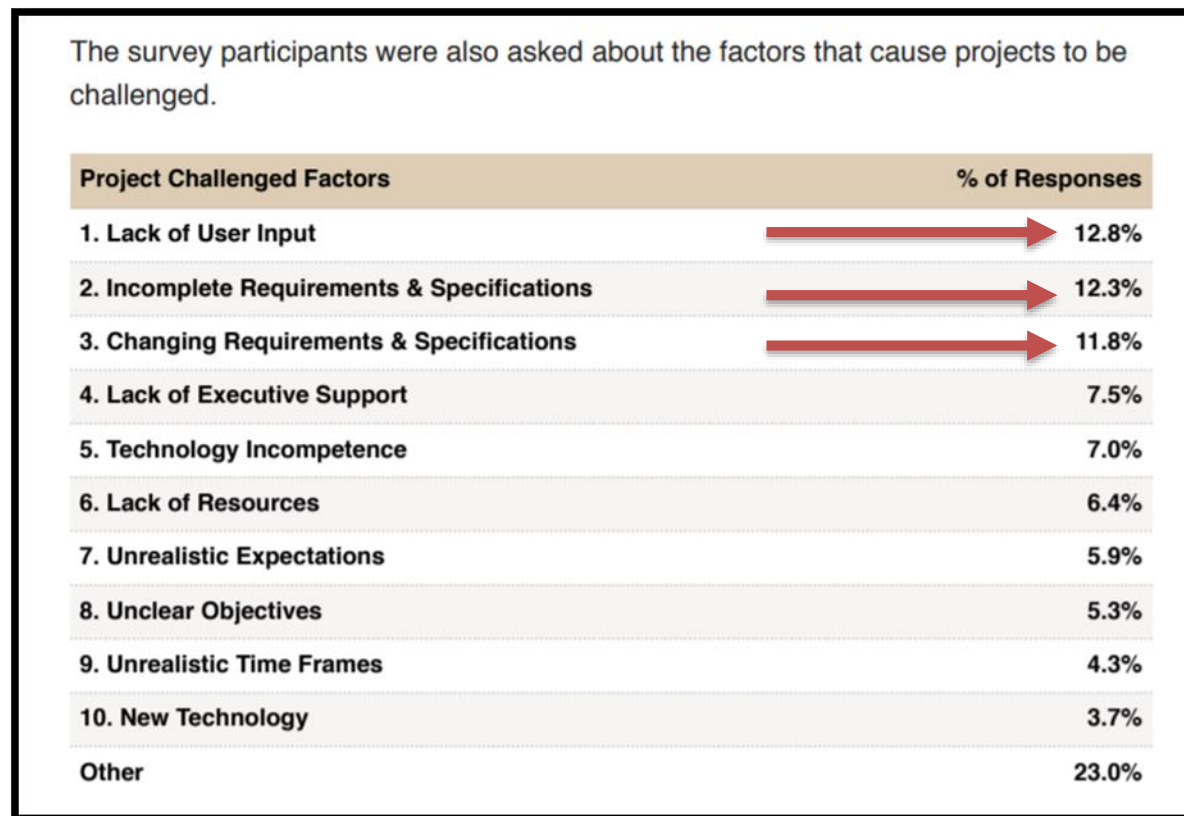 The survey participants were also asked about the factors that cause projects to be
challenged.
Project Challenged Factors % of Responses
1. Lack of User Input 12.8%
2. Incomplete Requirements & Specifications 12.3%
3. Changing Requirements & Specifications 11.8%
4. Lack of Executive Support 7.5%
5. Technology Incompetence 7.0%
6. Lack of Resources 6.4%
7. Unrealistic Expectations 5.9%
8. Unclear Objectives 5.3%
9. Unrealistic Time Frames 4.3%
10. New Technology 3.7%
Other 23.0%